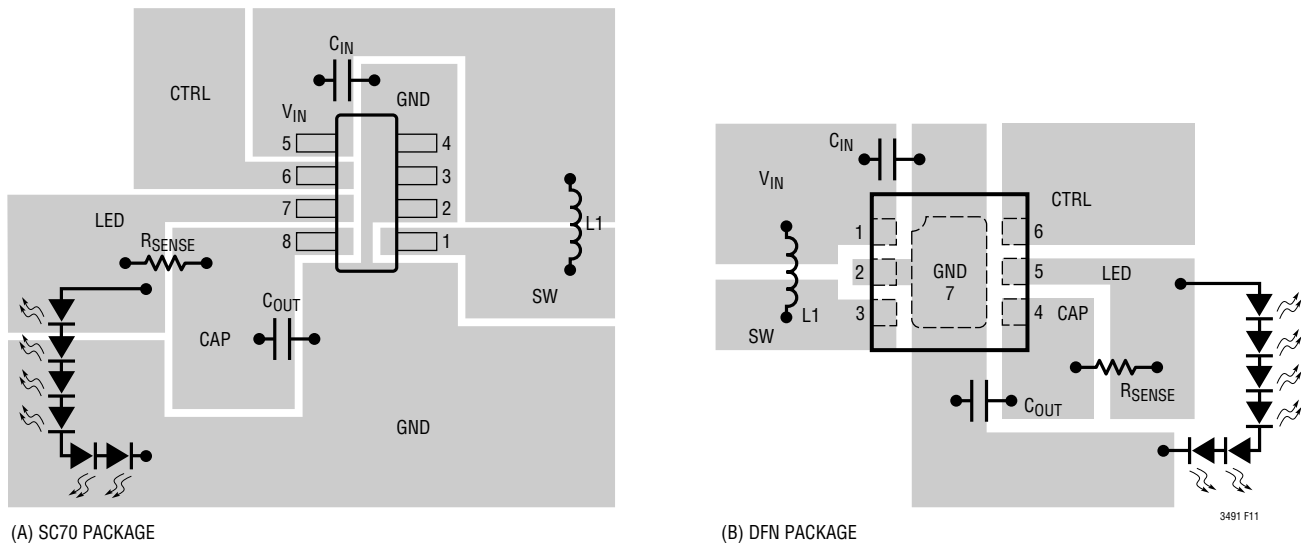 C_IN
CTRL
GND
V_IN
5
4
6
3
7
2
8
1
LED
R_SENSE
L1
SW
C_OUT
CAP
GND
(A) SC70 PACKAGE
C_IN
V_IN
CTRL
1
6
2
GND
7
5
LED
3
4
CAP
L1
SW
R_SENSE
C_OUT
3491 F11
(B) DFN PACKAGE